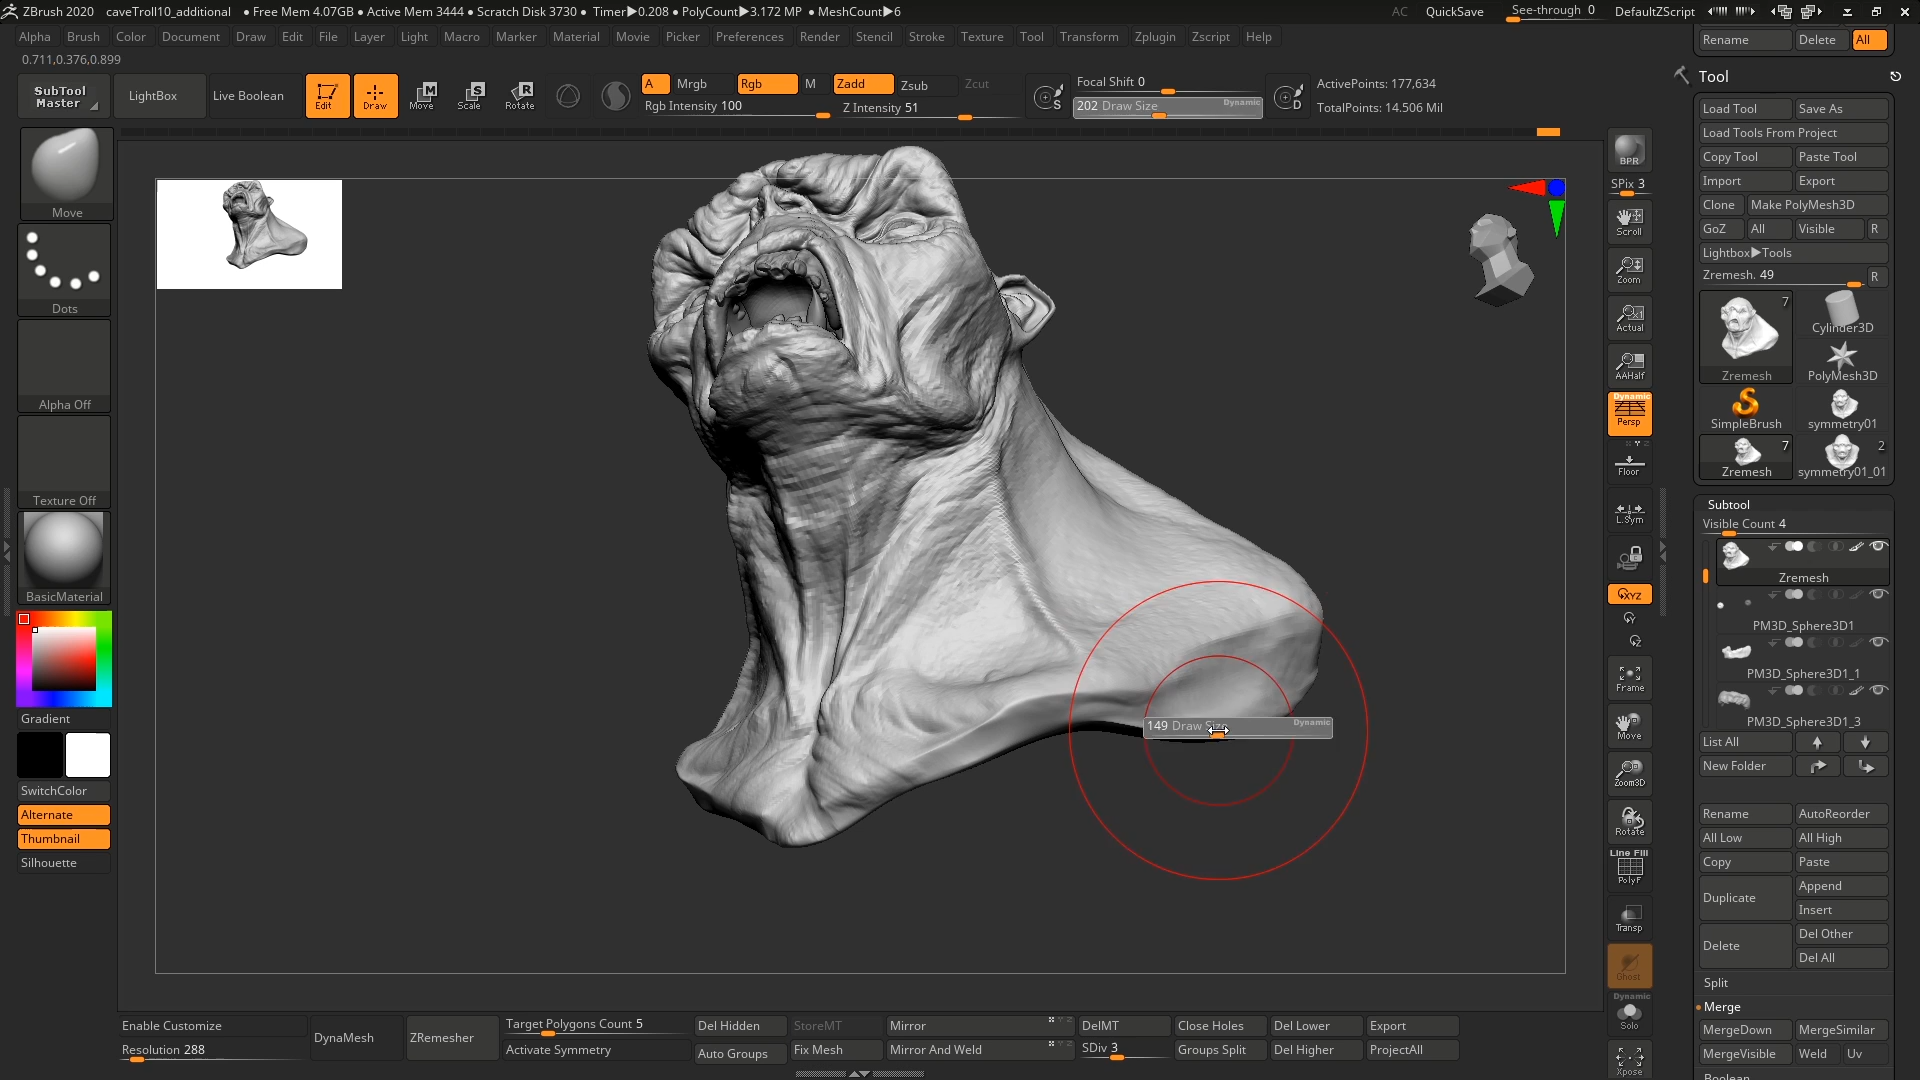 ZBrush 2020 caveTroll10_additional • Free Mem 4.07GB • Active Mem 3444 • Scratch Disk 3730 • Timer▶0.208 • PolyCount▶3.172 MP • MeshCount▶6 AC QuickSave See-through 0 DefaultZScript
Alpha Brush Color Document Draw Edit File Layer Light Macro Marker Material Movie Picker Preferences Render Stencil Stroke Texture Tool Transform Zplugin Zscript Help
0.711,0.376,0.899
SubTool Master
LightBox
Live Boolean
Edit
Draw
Move
Scale
Rotate
A Mrgb Rgb M Zadd Zsub Zcut
Rgb Intensity 100 Z Intensity 51
S
Focal Shift 0
202 Draw Size Dynamic
D
ActivePoints: 177,634
TotalPoints: 14.506 Mil
Move
Dots
Alpha Off
Texture Off
BasicMaterial
Gradient
SwitchColor
Alternate
Thumbnail
Silhouette
149 Draw Size Dynamic
BPR
SPix 3
Scroll
Zoom
Actual
AAHalf
Dynamic
Persp
Floor
L.Sym
XYZ
Y
Z
Frame
Move
Zoom3D
Rotate
Line Fill
PolyF
Transp
Ghost
Dynamic
Solo
Xpose
Rename Delete All
Tool
Load Tool Save As
Load Tools From Project
Copy Tool Paste Tool
Import Export
Clone Make PolyMesh3D
GoZ All Visible R
Lightbox▶Tools
Zremesh. 49 R
7
Zremesh
Cylinder3D
PolyMesh3D
SimpleBrush symmetry01
7 2
Zremesh symmetry01_01
Subtool
Visible Count 4
Zremesh
PM3D_Sphere3D1
PM3D_Sphere3D1_1
PM3D_Sphere3D1_3
List All
New Folder
Rename AutoReorder
All Low All High
Copy Paste
Duplicate Append
Insert
Delete Del Other
Del All
Split
Merge
MergeDown MergeSimilar
MergeVisible Weld Uv
Boolean
Enable Customize
Resolution 288
DynaMesh
ZRemesher
Target Polygons Count 5
Activate Symmetry
Del Hidden StoreMT Mirror DelMT Close Holes Del Lower Export
Auto Groups Fix Mesh Mirror And Weld SDiv 3 Groups Split Del Higher ProjectAll